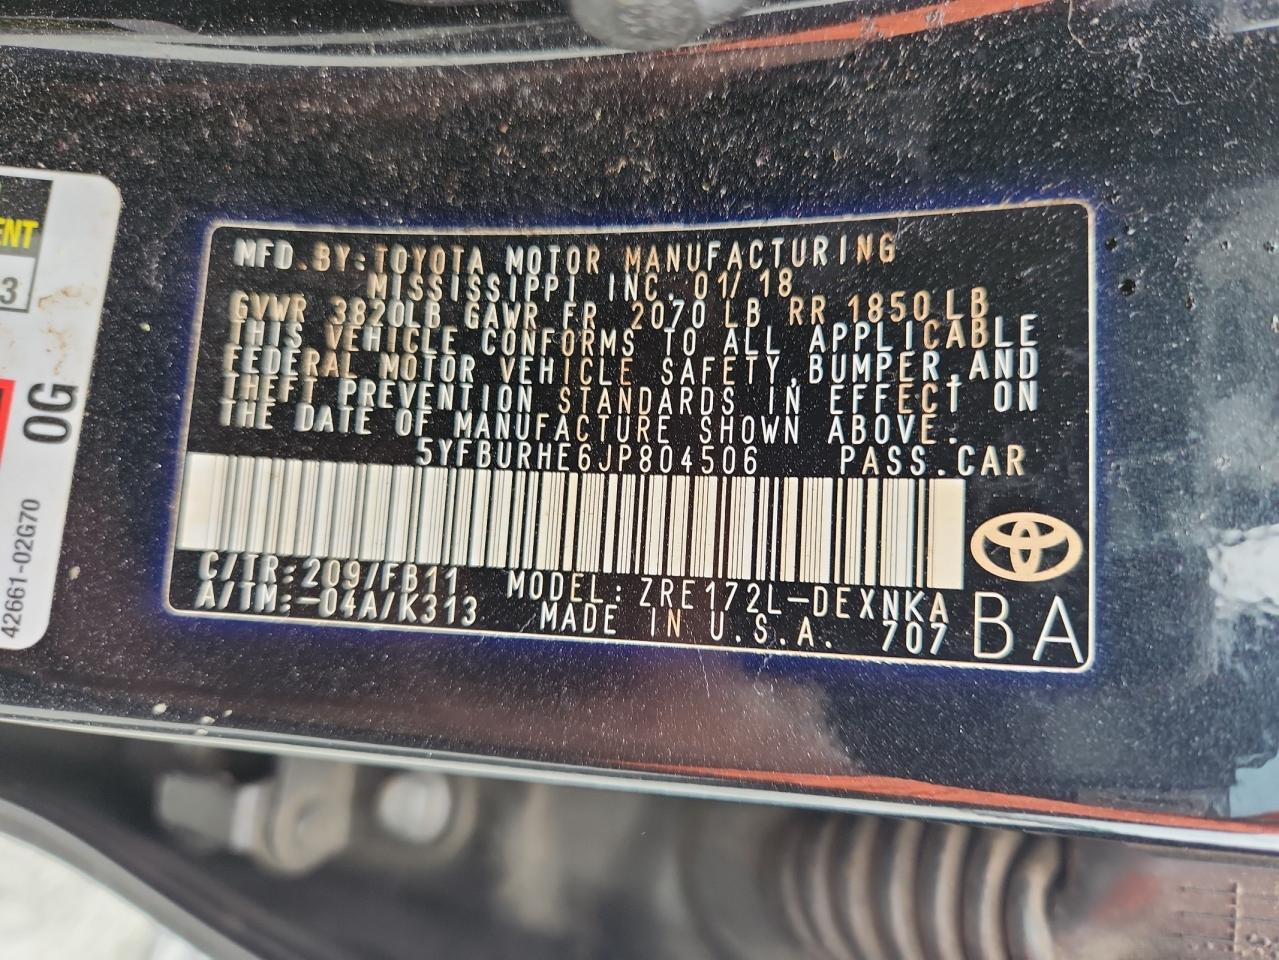 ENT
3
0G
42661-02G70
MFD.BY:TOYOTA MOTOR MANUFACTURING
MISSISSIPPI INC. 01/18
GVWR 3820LB GAWR FR 2070 LB RR 1850 LB
THIS VEHICLE CONFORMS TO ALL APPLICABLE
FEDERAL MOTOR VEHICLE SAFETY,BUMPER,AND
THEFT PREVENTION STANDARDS IN EFFECT ON
THE DATE OF MANUFACTURE SHOWN ABOVE.
5YFBURHE6JP804506 PASS.CAR
C/TR:209/FB11 MODEL:ZRE172L-DEXNKA
A/TM:-04A/K313 MADE IN U.S.A. 707
BA